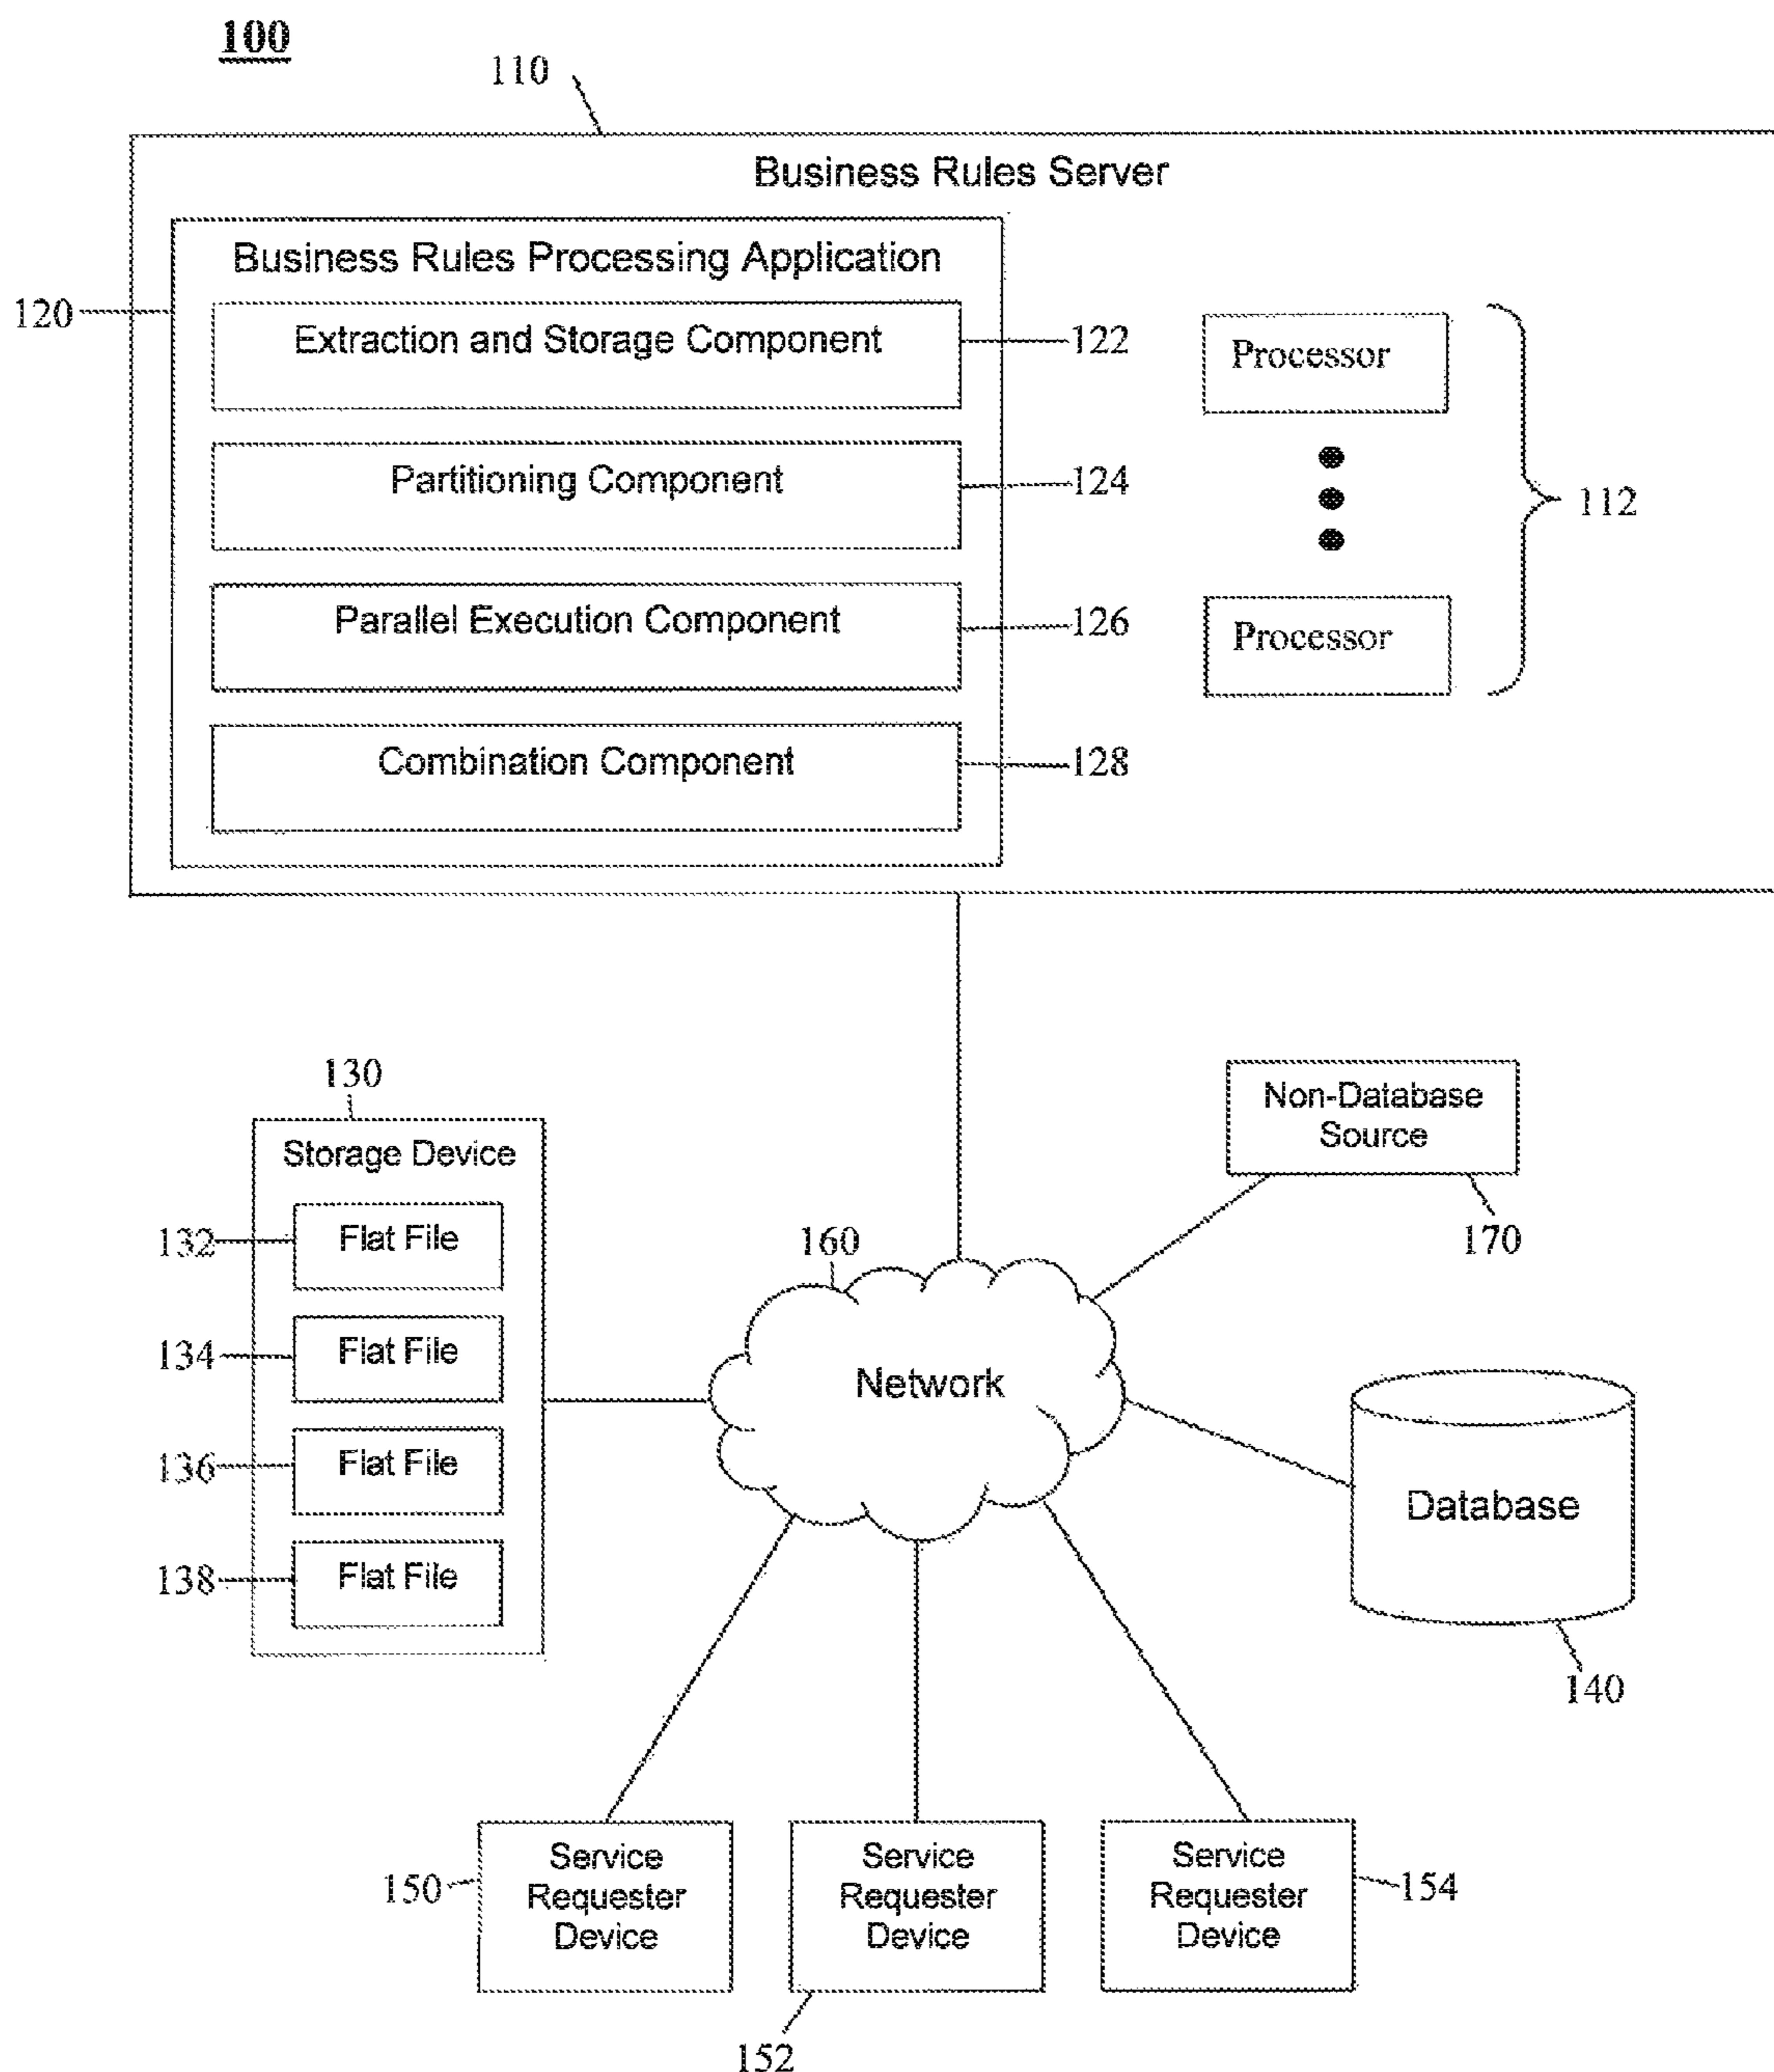 100
110
Business Rules Server
Business Rules Processing Application
120
Extraction and Storage Component
122
Processor
Partitioning Component
124
112
Parallel Execution Component
126
Processor
Combination Component
128
130
Storage Device
Non-Database
Source
170
132
Flat File
160
134
Flat File
Network
136
Flat File
Database
138
Flat File
140
150
Service
Requester
Device
Service
Requester
Device
152
Service
Requester
Device
154